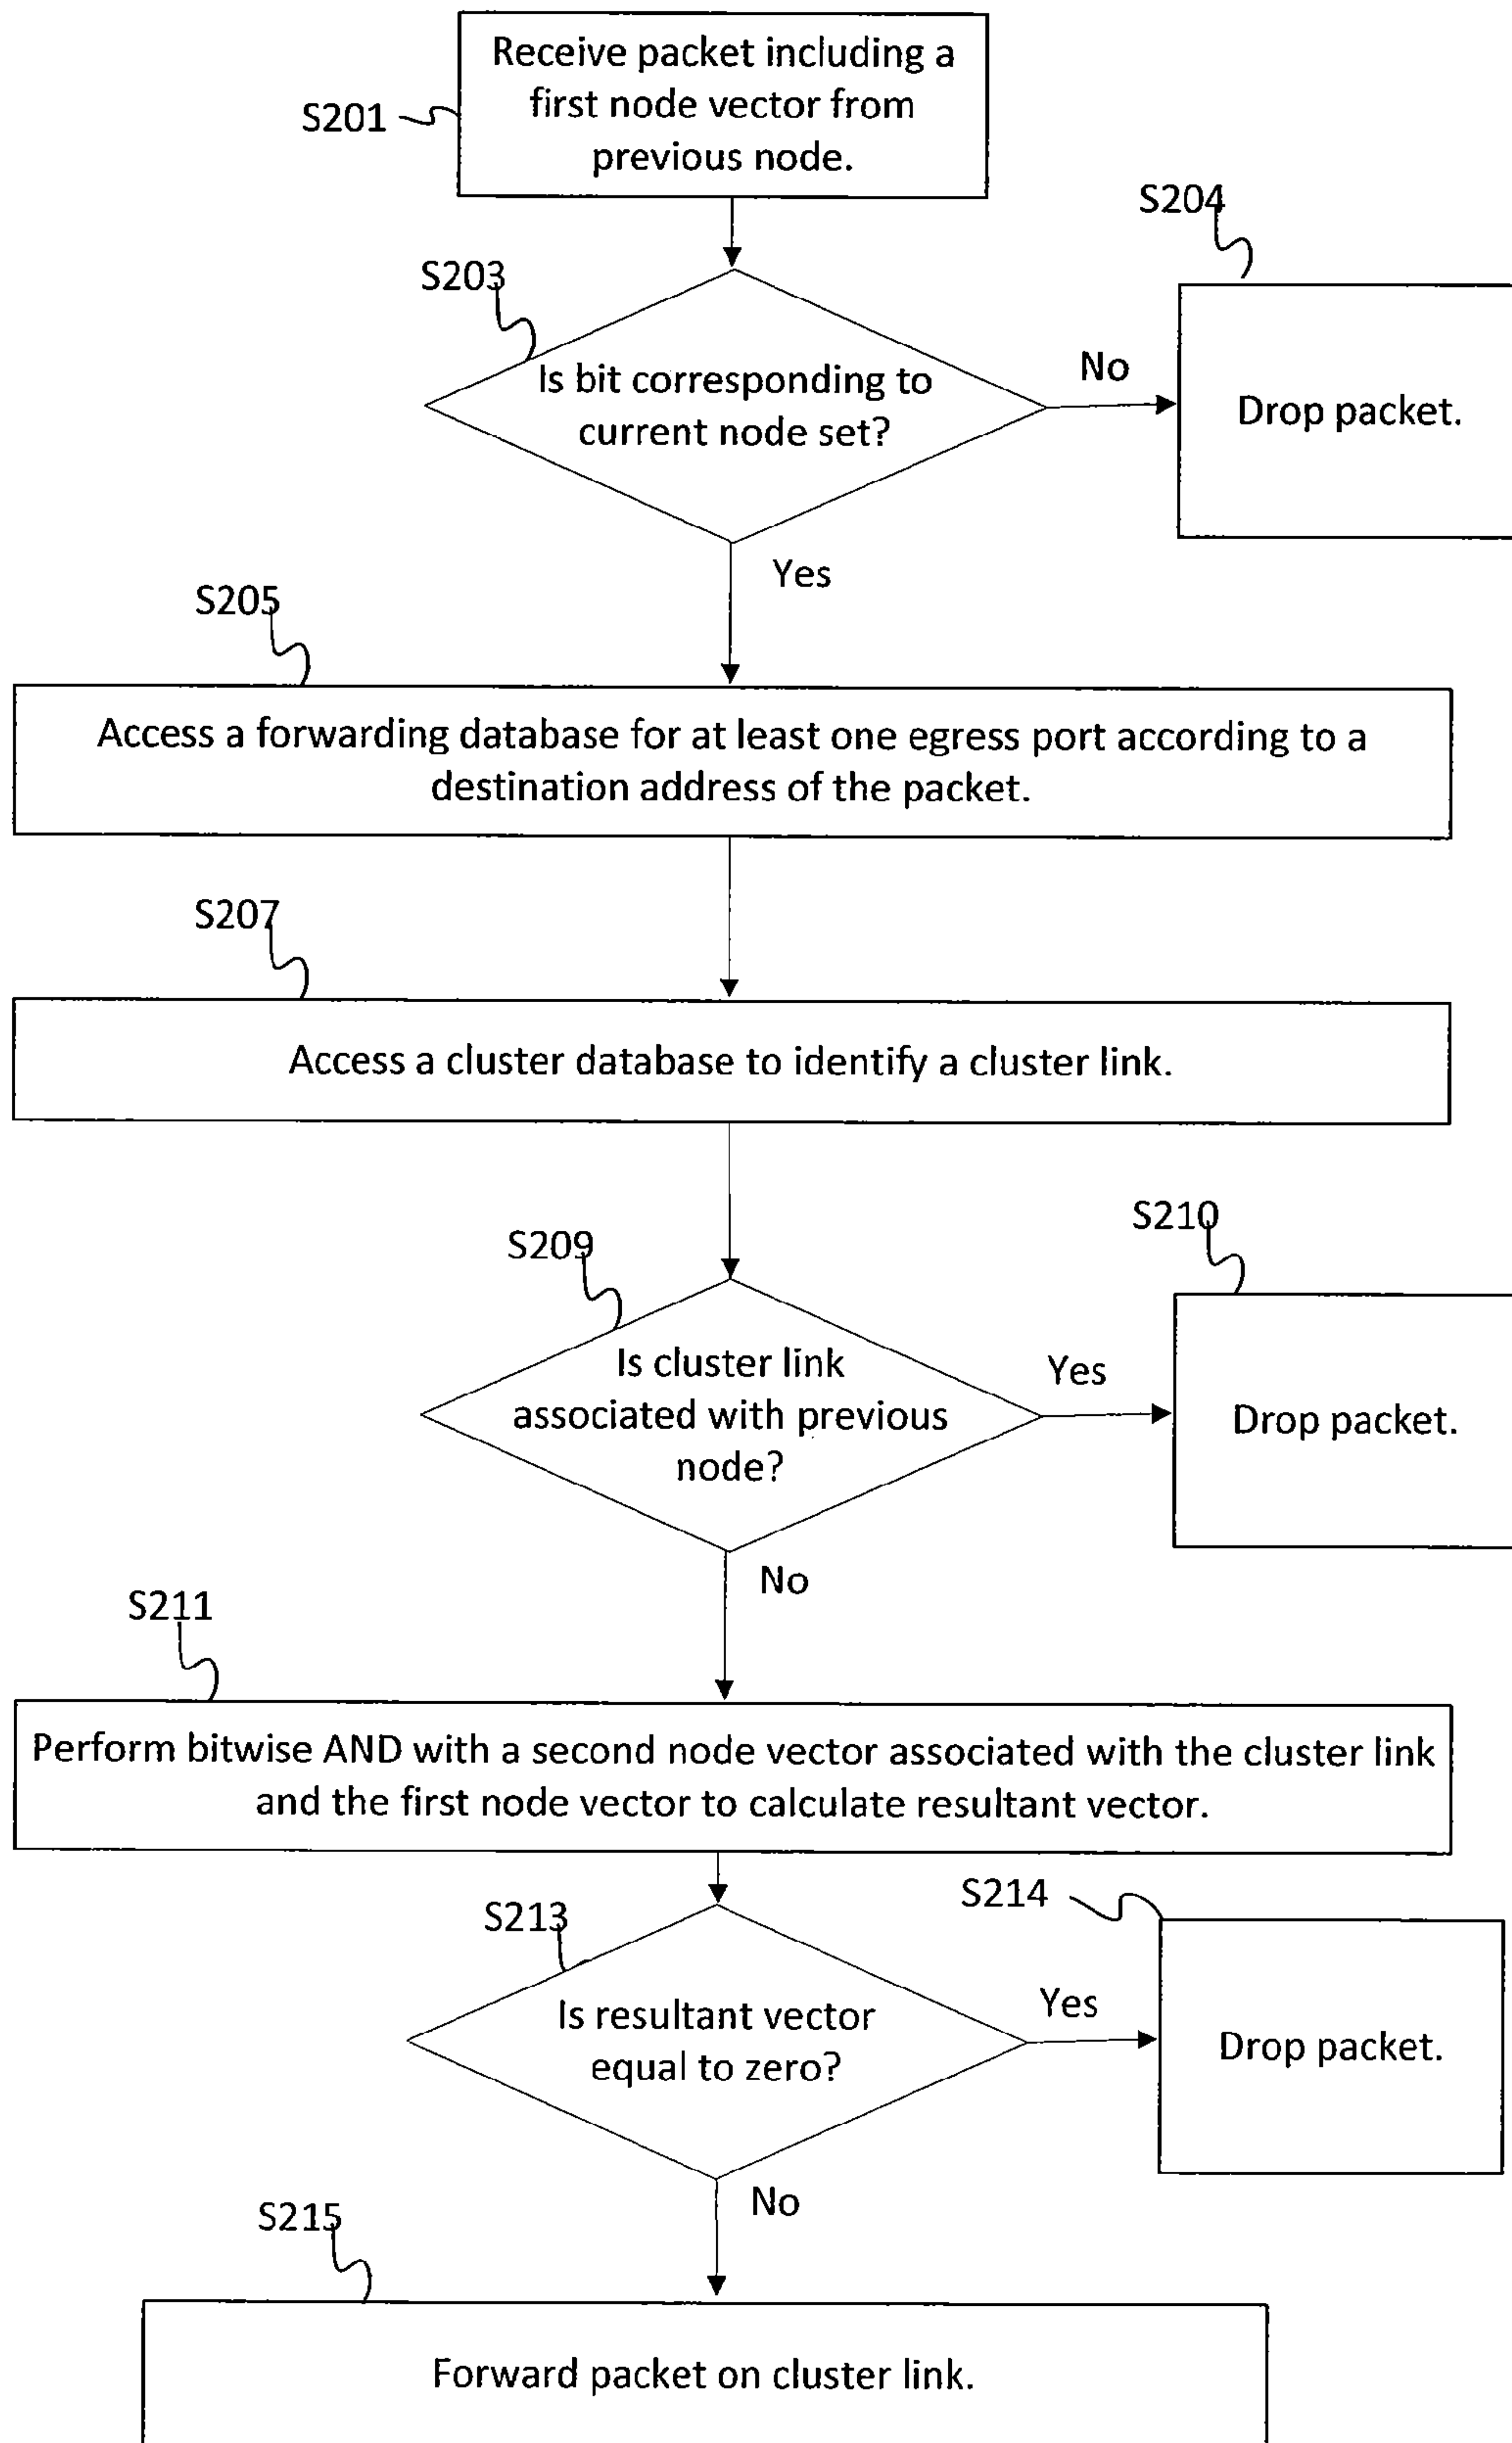 Receive packet including a
first node vector from
previous node.
S201
S204
S203
Is bit corresponding to
current node set?
No
Drop packet.
Yes
S205
Access a forwarding database for at least one egress port according to a
destination address of the packet.
S207
Access a cluster database to identify a cluster link.
S210
S209
Is cluster link
associated with previous
node?
Yes
Drop packet.
No
S211
Perform bitwise AND with a second node vector associated with the cluster link
and the first node vector to calculate resultant vector.
S214
S213
Is resultant vector
equal to zero?
Yes
Drop packet.
No
S215
Forward packet on cluster link.